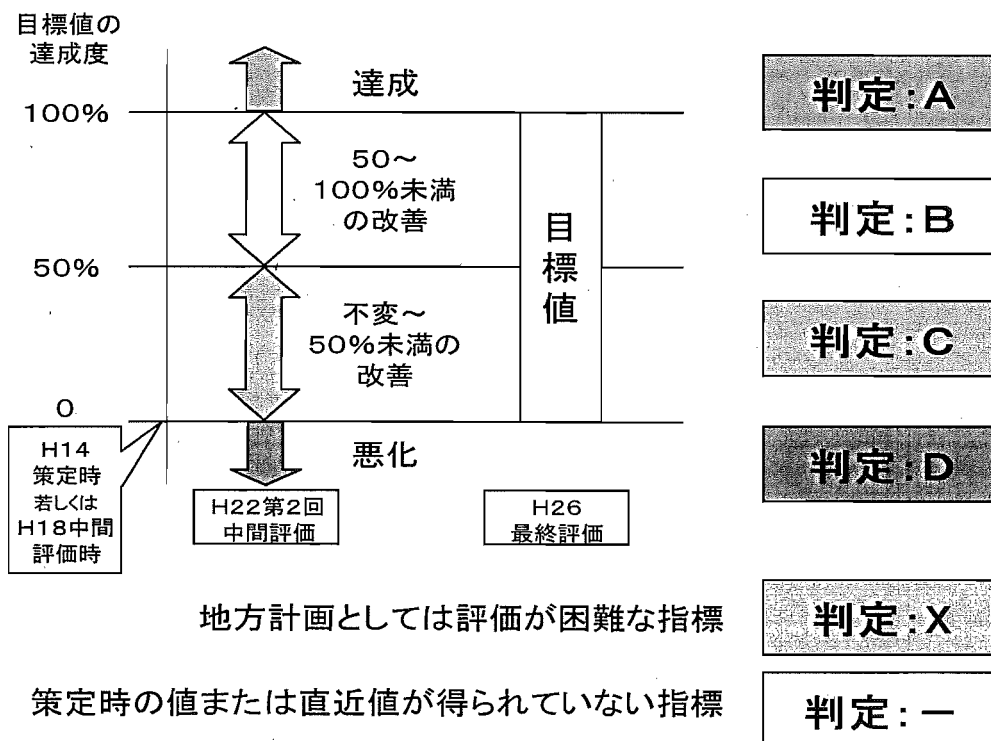 目標値の
達成度
達成
判定:A
100%
50~
100%未満
の改善
判定:B
目標値
50%
不変~
50%未満の
改善
判定:C
0
H14
策定時
若しくは
H18中間
評価時
悪化
判定:D
H22第2回
中間評価
H26
最終評価
地方計画としては評価が困難な指標
判定:X
策定時の値または直近値が得られていない指標
判定:ー